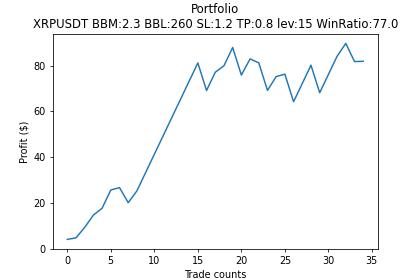 Portfolio
XRPUSDT BBM:2.3 BBL:260 SL:1.2 TP:0.8 lev:15 WinRatio:77.0
80
60
40
20
0
Profit ($)
0 5 10 15 20 25 30 35
Trade counts